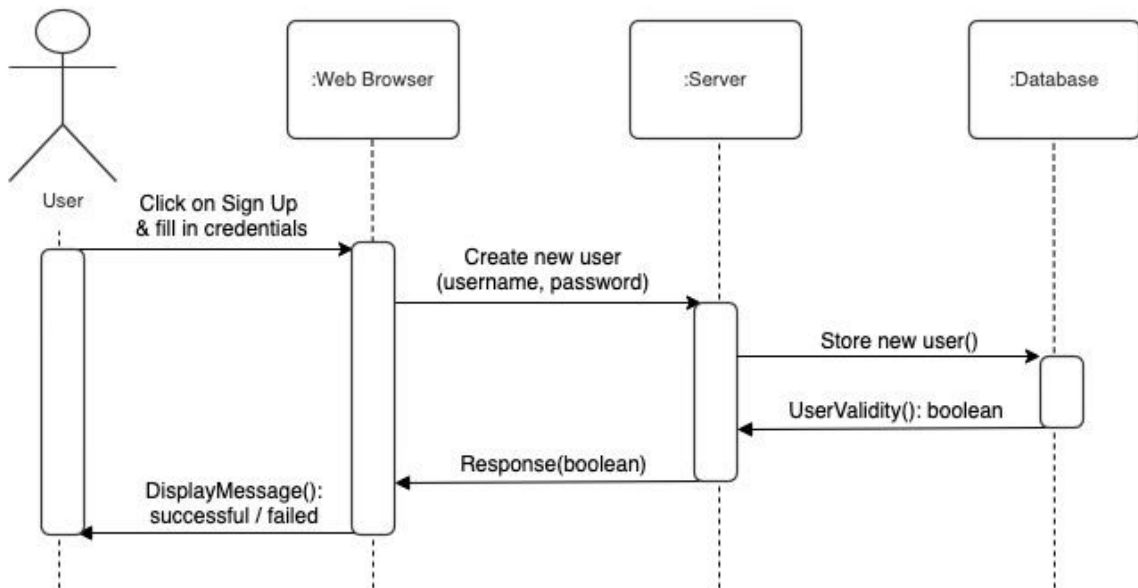 :Web Browser
:Server
:Database
User
Click on Sign Up
& fill in credentials
Create new user
(username, password)
Store new user()
UserValidity(): boolean
Response(boolean)
DisplayMessage():
successful / failed